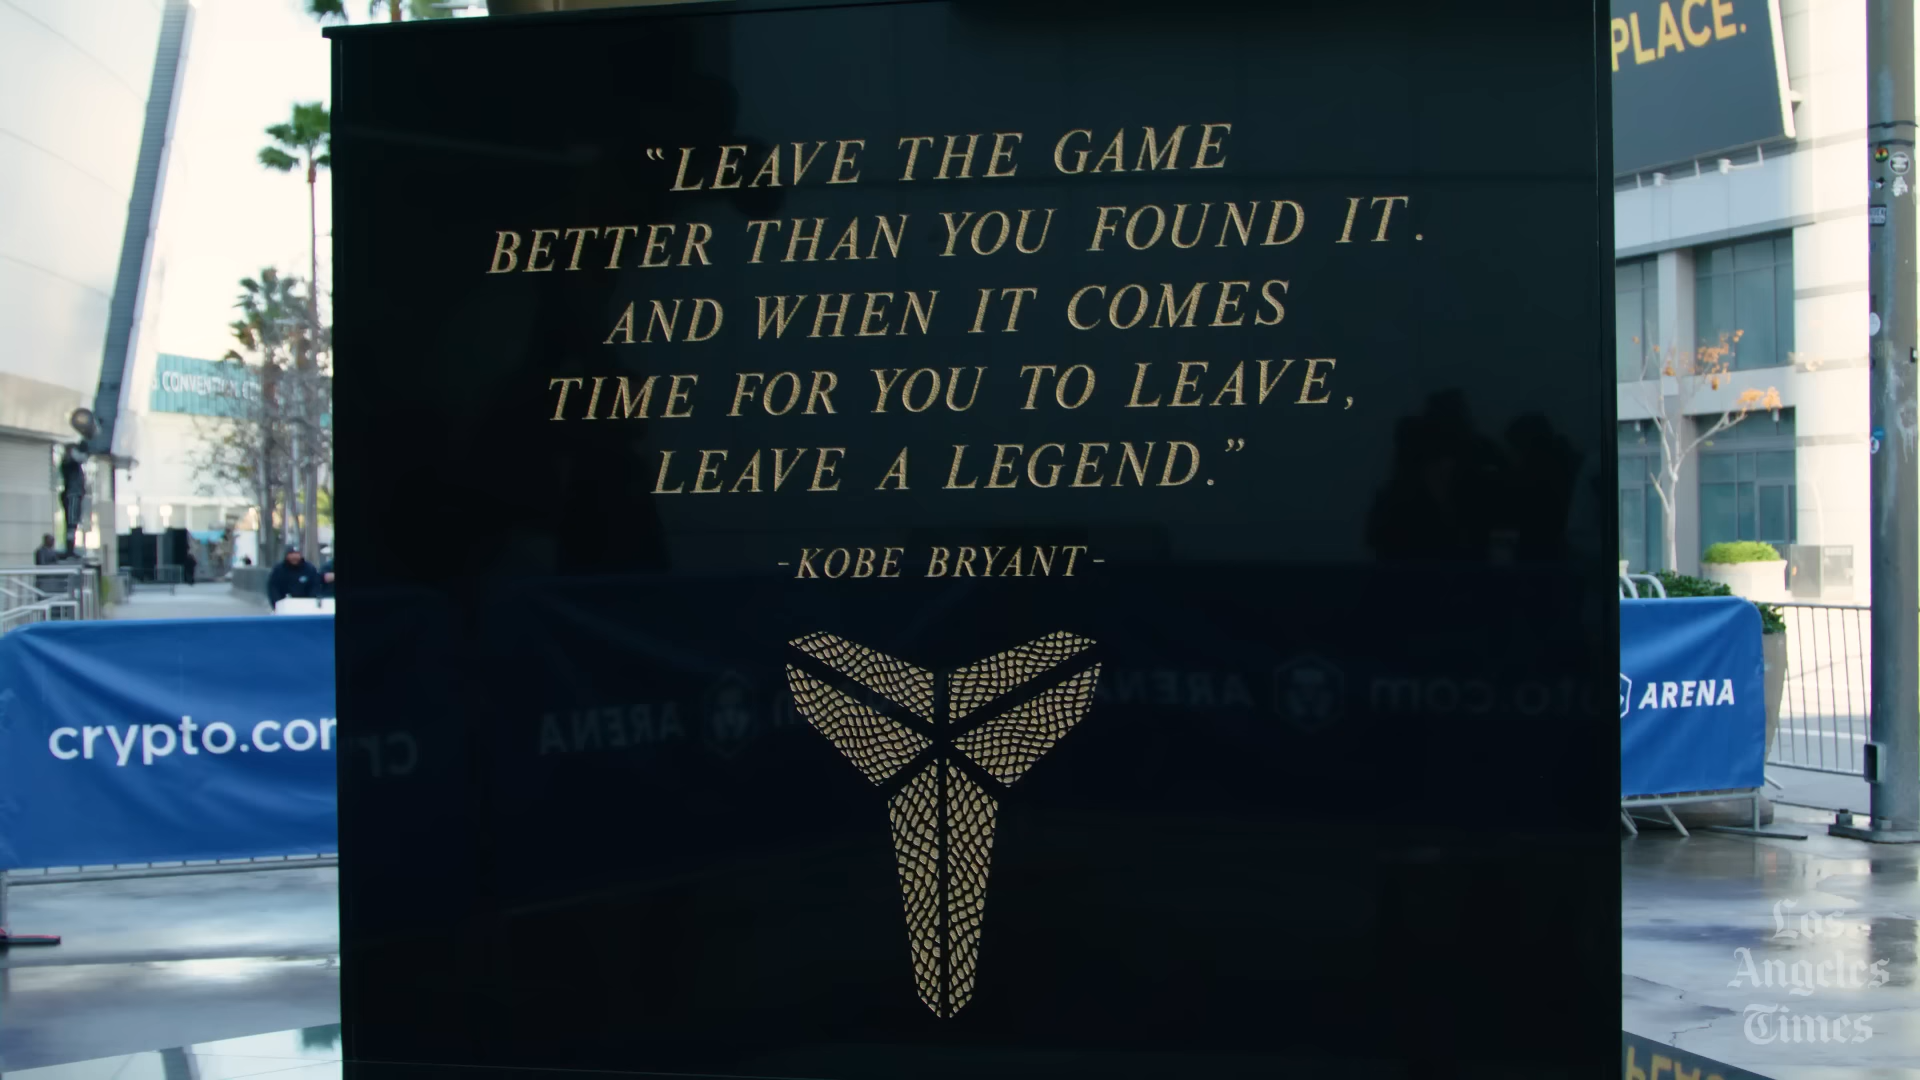 PLACE.
“LEAVE THE GAME
BETTER THAN YOU FOUND IT.
AND WHEN IT COMES
TIME FOR YOU TO LEAVE,
LEAVE A LEGEND.”
-KOBE BRYANT-
crypto.com
ARENA
Los
Angeles
Times